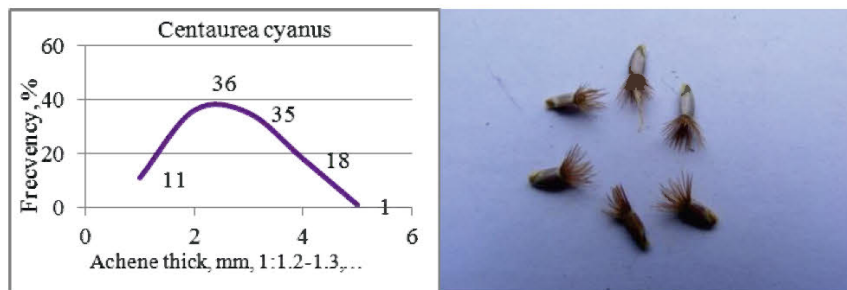 Centaurea cyanus
60
40
20
0
Frecvency, %
36
35
18
11
1
0 2 4 6
Achene thick, mm, 1:1.2-1.3,...